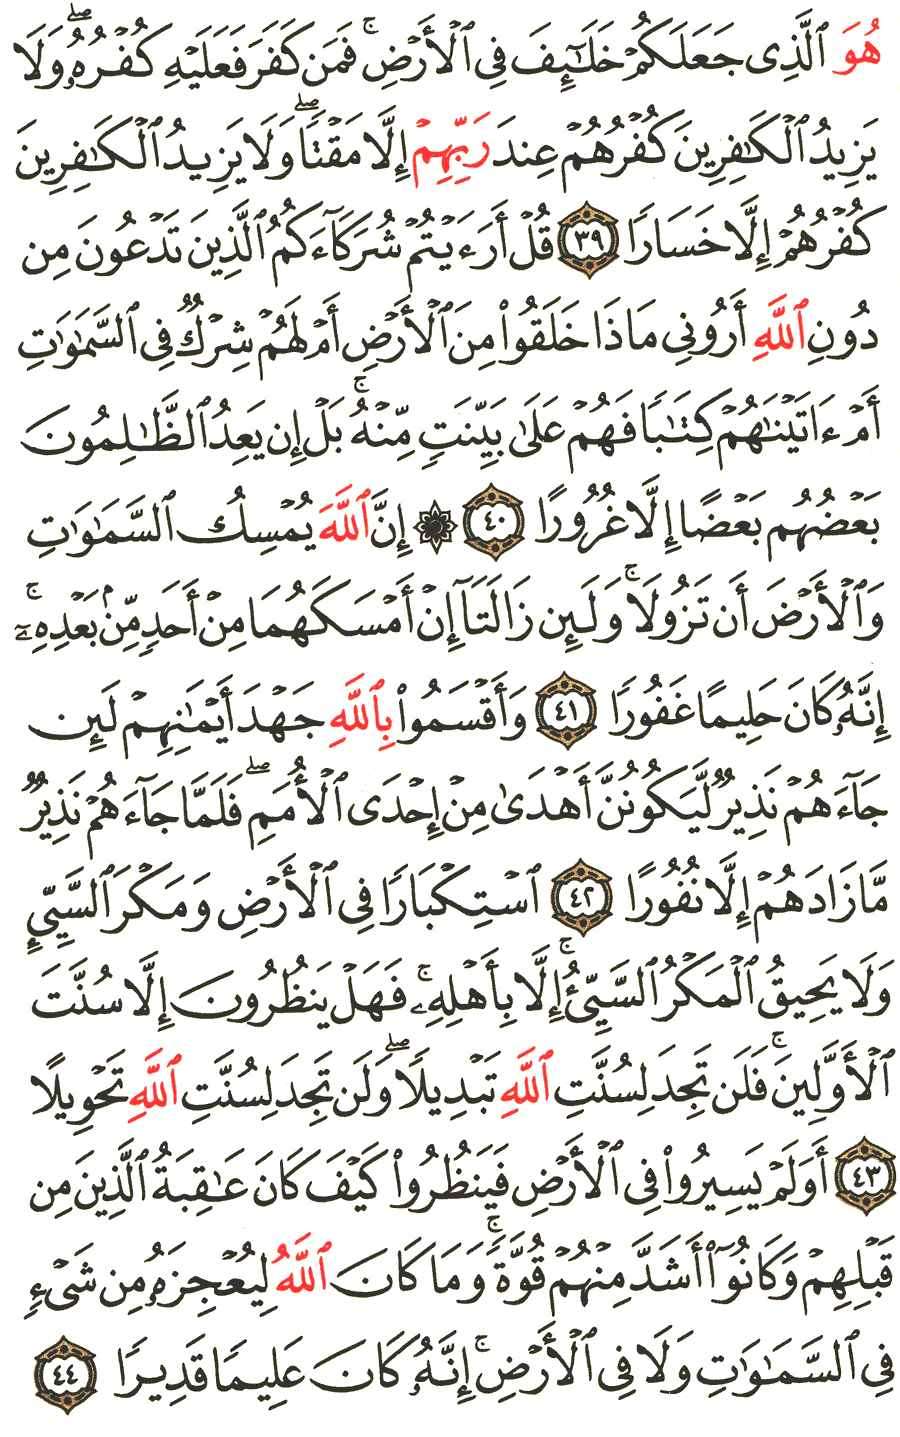 هُوَ ٱلَّذِى جَعَلَكُمْ خَلَـٰٓئِفَ فِى ٱلْأَرْضِ ۚ فَمَن كَفَرَ فَعَلَيْهِ كُفْرُهُۥ ۖ وَلَا
يَزِيدُ ٱلْكَـٰفِرِينَ كُفْرُهُمْ عِندَ رَبِّهِمْ إِلَّا مَقْتًا ۖ وَلَا يَزِيدُ ٱلْكَـٰفِرِينَ
كُفْرُهُمْ إِلَّا خَسَارًا ٣٩ قُلْ أَرَءَيْتُمْ شُرَكَآءَكُمُ ٱلَّذِينَ تَدْعُونَ مِن
دُونِ ٱللَّهِ أَرُونِى مَاذَا خَلَقُوا۟ مِنَ ٱلْأَرْضِ أَمْ لَهُمْ شِرْكٌ فِى ٱلسَّمَـٰوَٰتِ
أَمْ ءَاتَيْنَـٰهُمْ كِتَـٰبًا فَهُمْ عَلَىٰ بَيِّنَتٍ مِّنْهُ ۚ بَلْ إِن يَعِدُ ٱلظَّـٰلِمُونَ
بَعْضُهُم بَعْضًا إِلَّا غُرُورًا ٤٠ ۞ إِنَّ ٱللَّهَ يُمْسِكُ ٱلسَّمَـٰوَٰتِ
وَٱلْأَرْضَ أَن تَزُولَا ۚ وَلَئِن زَالَتَآ إِنْ أَمْسَكَهُمَا مِنْ أَحَدٍ مِّنۢ بَعْدِهِۦٓ ۚ
إِنَّهُۥ كَانَ حَلِيمًا غَفُورًا ٤١ وَأَقْسَمُوا۟ بِٱللَّهِ جَهْدَ أَيْمَـٰنِهِمْ لَئِن
جَآءَهُمْ نَذِيرٌ لَّيَكُونُنَّ أَهْدَىٰ مِنْ إِحْدَى ٱلْأُمَمِ ۖ فَلَمَّا جَآءَهُمْ نَذِيرٌ
مَّا زَادَهُمْ إِلَّا نُفُورًا ٤٢ ٱسْتِكْبَارًا فِى ٱلْأَرْضِ وَمَكْرَ ٱلسَّيِّئِ
وَلَا يَحِيقُ ٱلْمَكْرُ ٱلسَّيِّئُ إِلَّا بِأَهْلِهِۦ ۚ فَهَلْ يَنظُرُونَ إِلَّا سُنَّتَ
ٱلْأَوَّلِينَ ۚ فَلَن تَجِدَ لِسُنَّتِ ٱللَّهِ تَبْدِيلًا ۖ وَلَن تَجِدَ لِسُنَّتِ ٱللَّهِ تَحْوِيلًا
٤٣ أَوَلَمْ يَسِيرُوا۟ فِى ٱلْأَرْضِ فَيَنظُرُوا۟ كَيْفَ كَانَ عَـٰقِبَةُ ٱلَّذِينَ مِن
قَبْلِهِمْ وَكَانُوٓا۟ أَشَدَّ مِنْهُمْ قُوَّةً ۚ وَمَا كَانَ ٱللَّهُ لِيُعْجِزَهُۥ مِن شَىْءٍ
فِى ٱلسَّمَـٰوَٰتِ وَلَا فِى ٱلْأَرْضِ ۚ إِنَّهُۥ كَانَ عَلِيمًا قَدِيرًا ٤٤